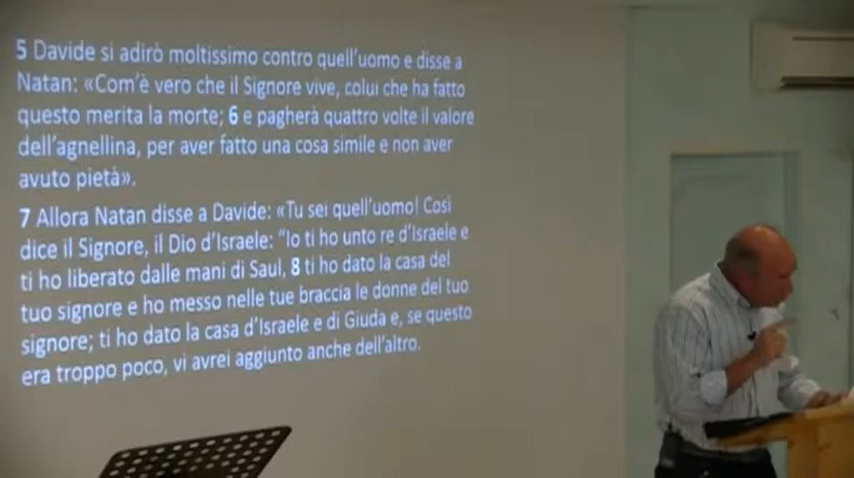 5 Davide si adirò moltissimo contro quell'uomo e disse a
Natan: «Com'è vero che il Signore vive, colui che ha fatto
questo merita la morte; 6 e pagherà quattro volte il valore
dell'agnellina, per aver fatto una cosa simile e non aver
avuto pietà».
7 Allora Natan disse a Davide: «Tu sei quell'uomo! Così
dice il Signore, il Dio d'Israele: "Io ti ho unto re d'Israele e
ti ho liberato dalle mani di Saul, 8 ti ho dato la casa del
tuo signore e ho messo nelle tue braccia le donne del tuo
signore; ti ho dato la casa d'Israele e di Giuda e, se questo
era troppo poco, vi avrei aggiunto anche dell'altro.